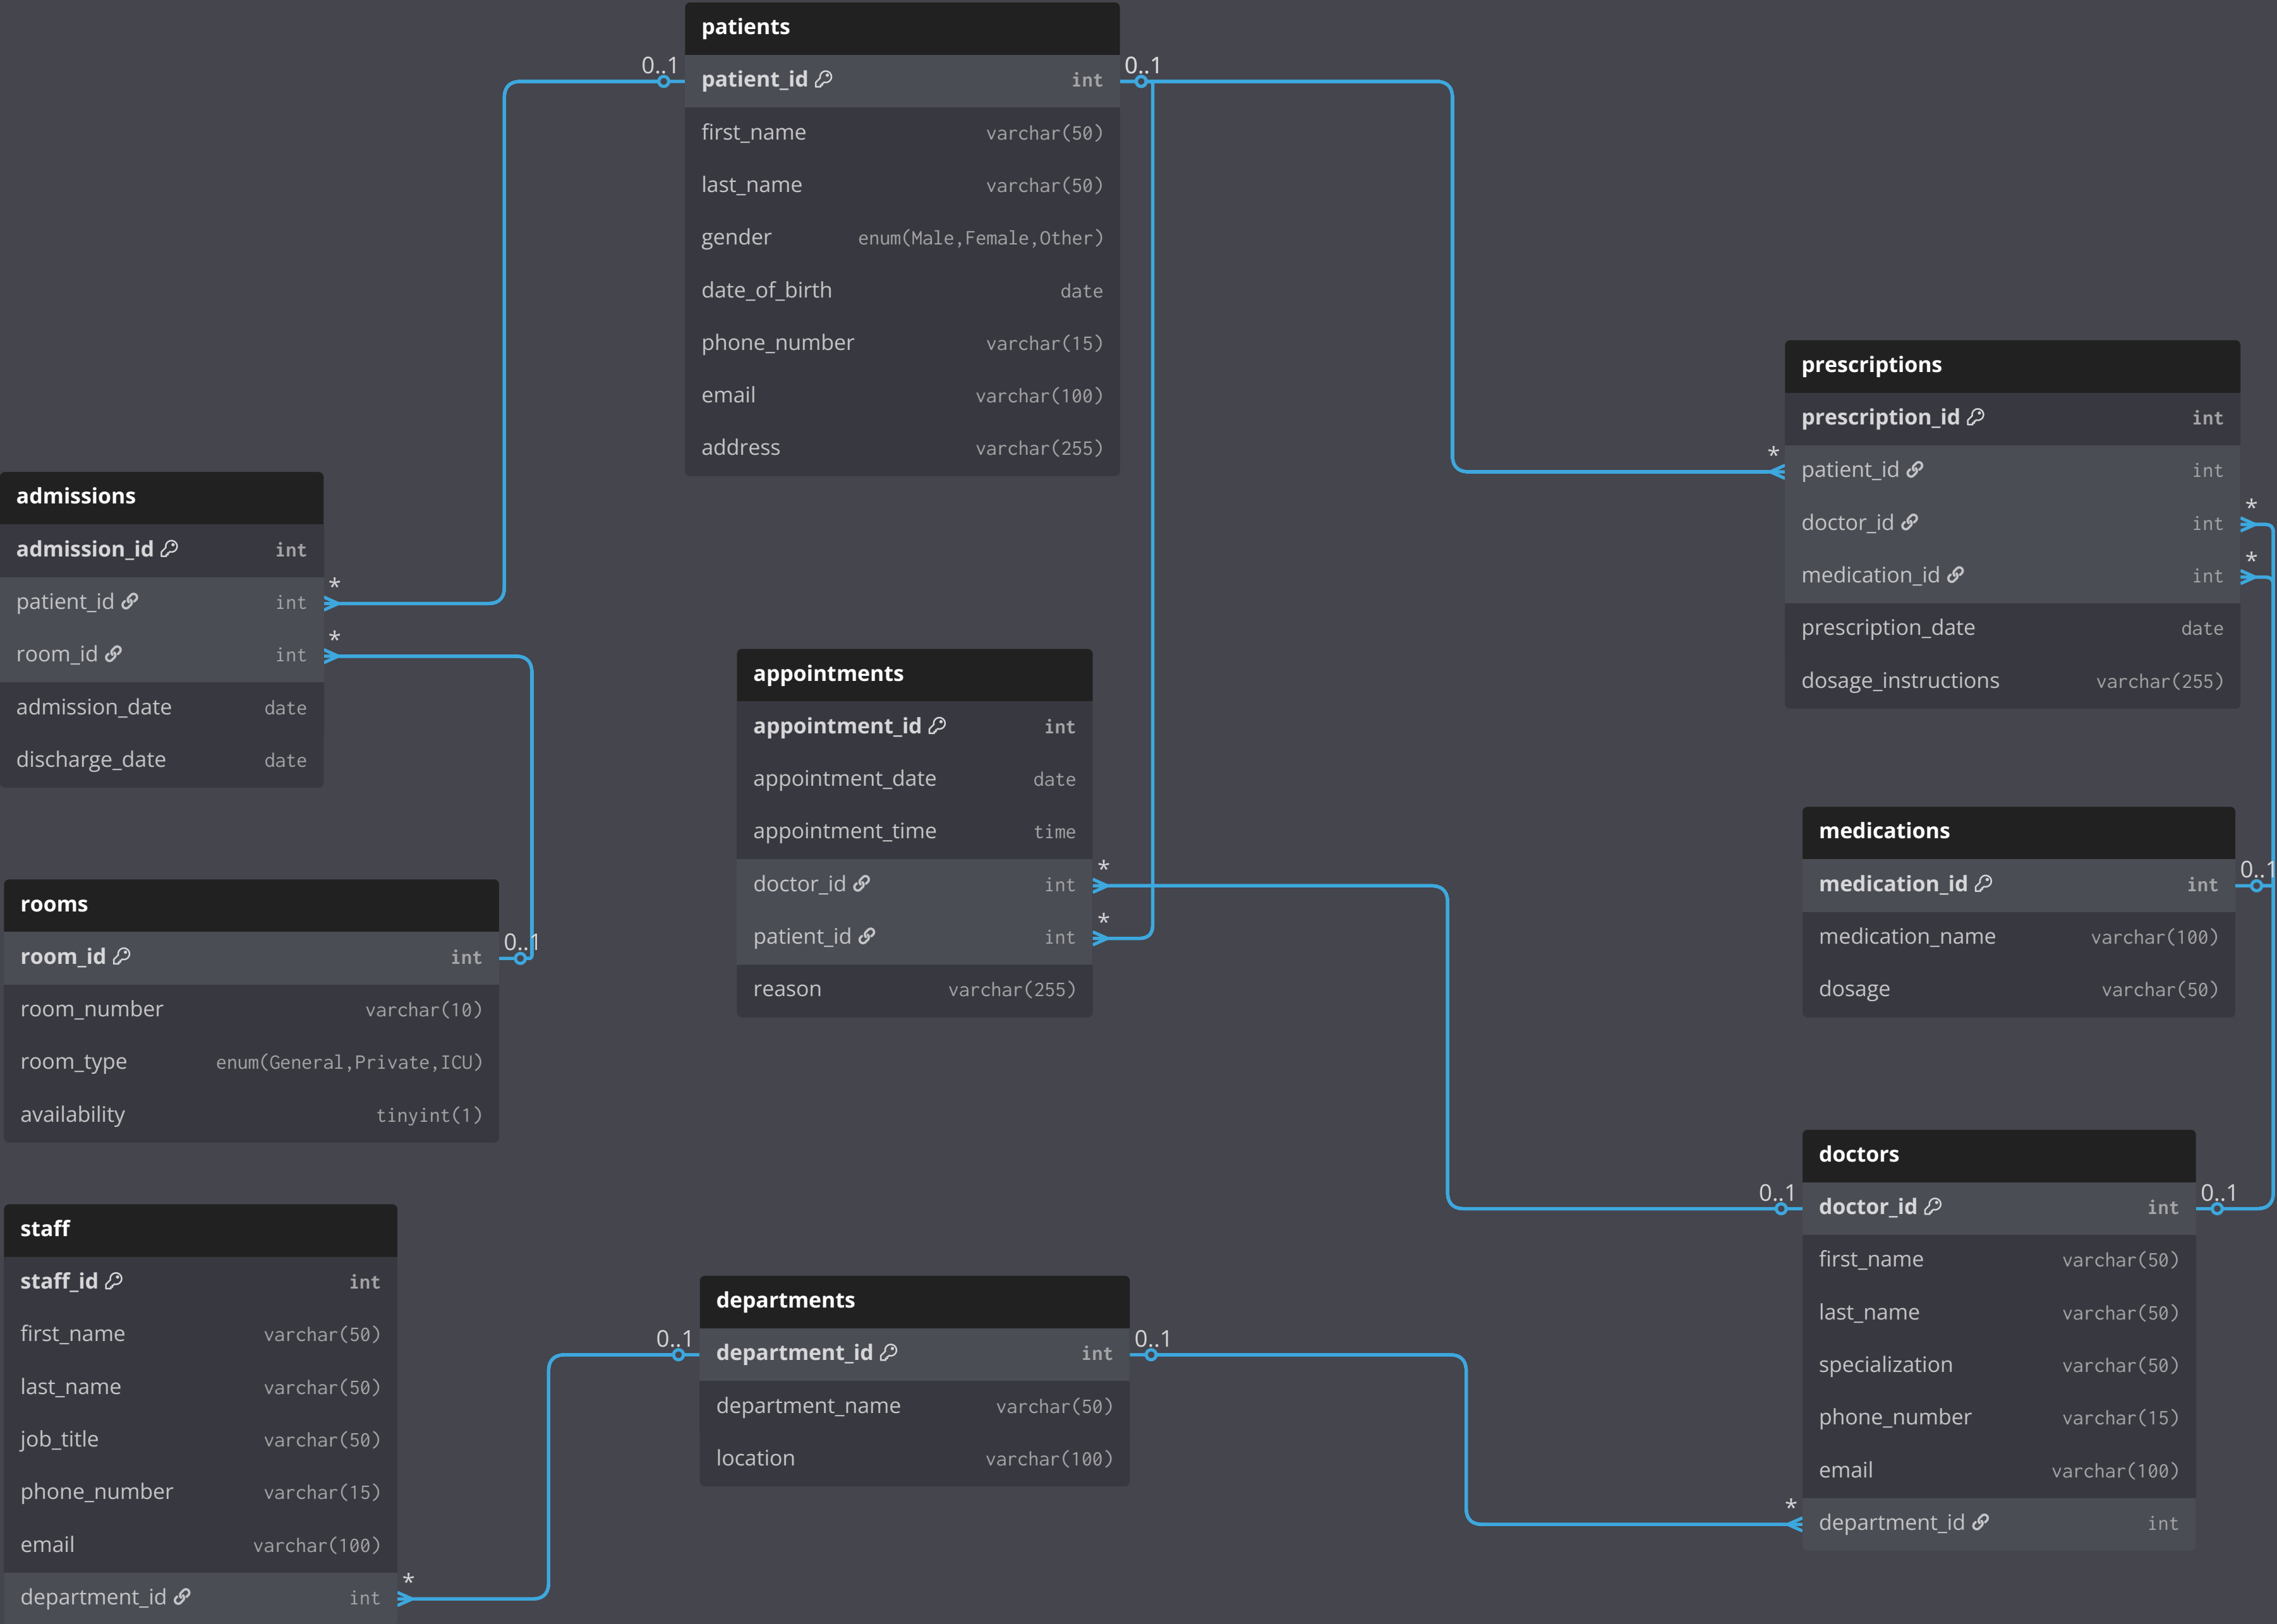 patients
0..1 patient_id int 0..1
first_name varchar(50)
last_name varchar(50)
gender enum(Male,Female,Other)
date_of_birth date
phone_number varchar(15)
email varchar(100)
address varchar(255)
prescriptions
prescription_id int
* patient_id int
doctor_id int *
medication_id int *
prescription_date date
dosage_instructions varchar(255)
admissions
admission_id int
patient_id int *
room_id int *
admission_date date
discharge_date date
appointments
appointment_id int
appointment_date date
appointment_time time
doctor_id int *
patient_id int *
reason varchar(255)
medications
medication_id int 0..1
medication_name varchar(100)
dosage varchar(50)
rooms
room_id int 0..1
room_number varchar(10)
room_type enum(General,Private,ICU)
availability tinyint(1)
doctors
0..1 doctor_id int 0..1
first_name varchar(50)
last_name varchar(50)
specialization varchar(50)
phone_number varchar(15)
email varchar(100)
* department_id int
staff
staff_id int
first_name varchar(50)
last_name varchar(50)
job_title varchar(50)
phone_number varchar(15)
email varchar(100)
department_id int *
departments
0..1 department_id int 0..1
department_name varchar(50)
location varchar(100)